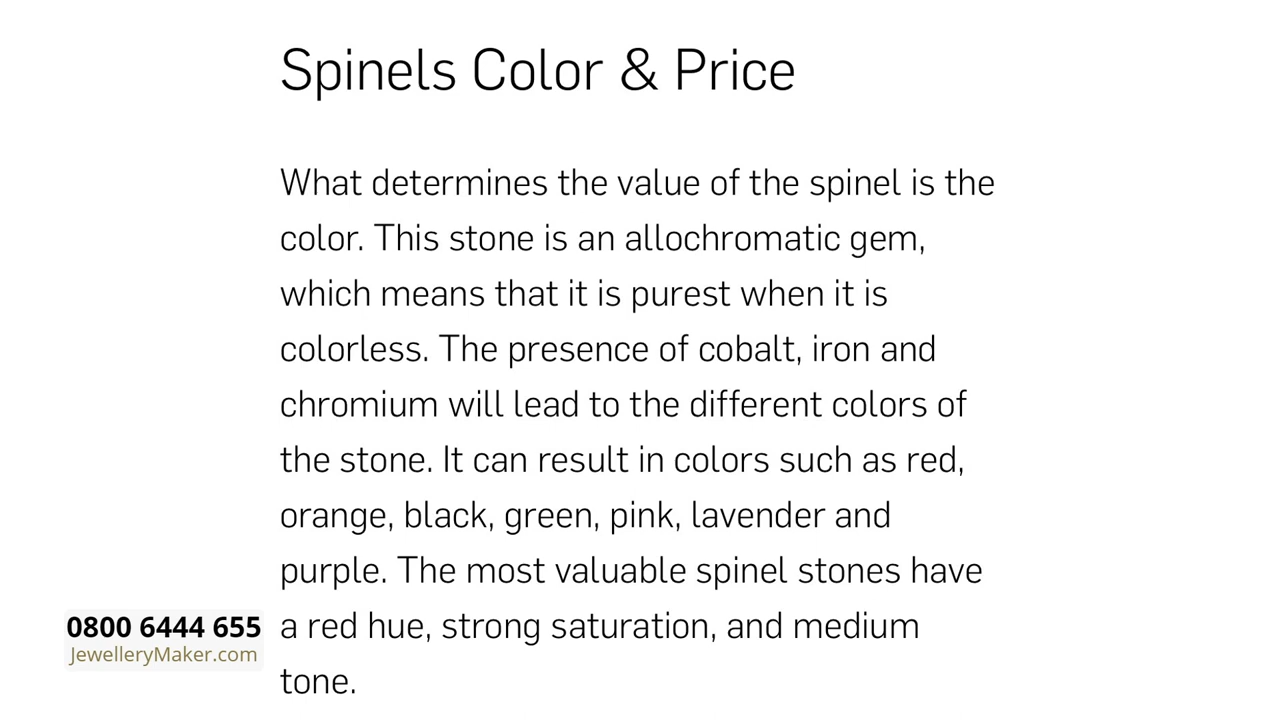 Spinels Color & Price
What determines the value of the spinel is the
color. This stone is an allochromatic gem,
which means that it is purest when it is
colorless. The presence of cobalt, iron and
chromium will lead to the different colors of
the stone. It can result in colors such as red,
orange, black, green, pink, lavender and
purple. The most valuable spinel stones have
a red hue, strong saturation, and medium
tone.
0800 6444 655
JewelleryMaker.com